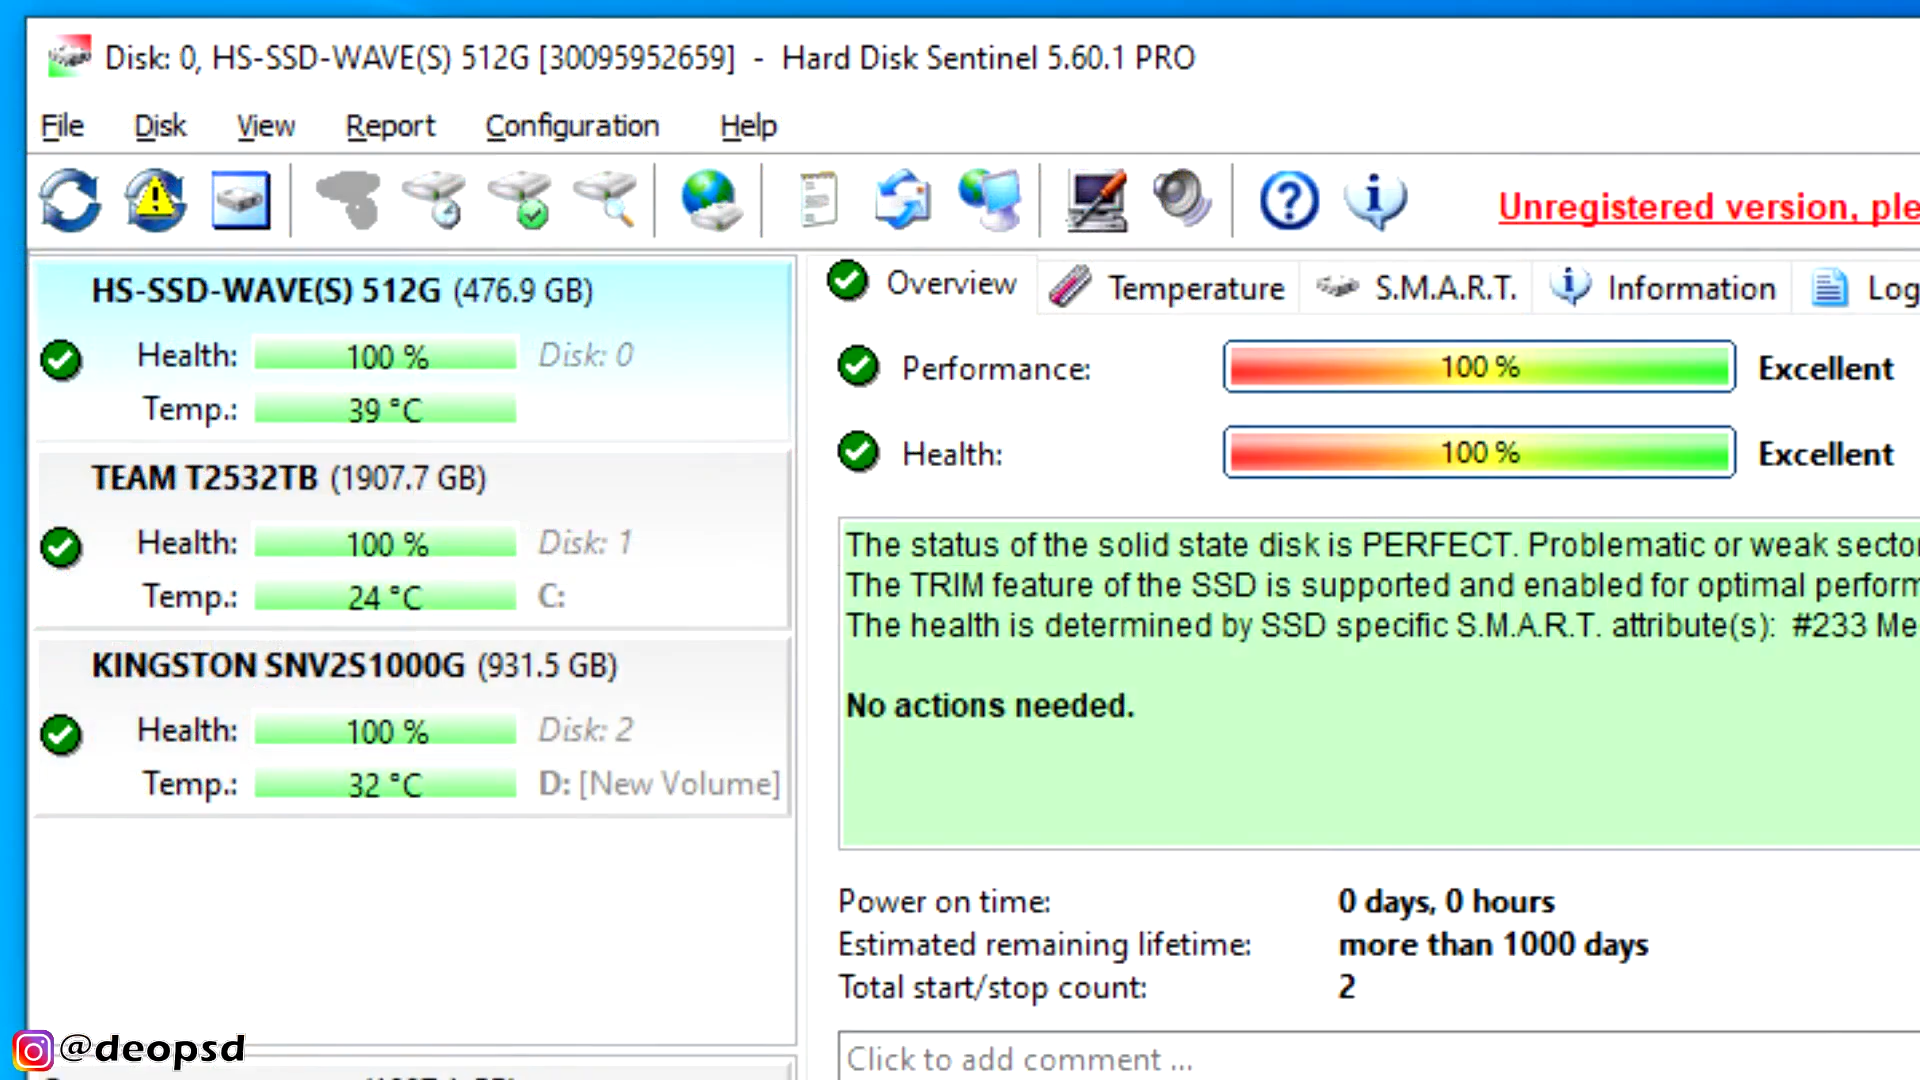 Disk: 0, HS-SSD-WAVE(S) 512G [30095952659] - Hard Disk Sentinel 5.60.1 PRO
File Disk View Report Configuration Help
Unregistered version, ple
HS-SSD-WAVE(S) 512G (476.9 GB)
Health: 100 % Disk: 0
Temp.: 39 °C
TEAM T2532TB (1907.7 GB)
Health: 100 % Disk: 1
Temp.: 24 °C C:
KINGSTON SNV2S1000G (931.5 GB)
Health: 100 % Disk: 2
Temp.: 32 °C D: [New Volume]
Overview Temperature S.M.A.R.T. Information Log
Performance: 100 % Excellent
Health: 100 % Excellent
The status of the solid state disk is PERFECT. Problematic or weak secto
The TRIM feature of the SSD is supported and enabled for optimal perform
The health is determined by SSD specific S.M.A.R.T. attribute(s): #233 Me
No actions needed.
Power on time: 0 days, 0 hours
Estimated remaining lifetime: more than 1000 days
Total start/stop count: 2
Click to add comment ...
@deopsd